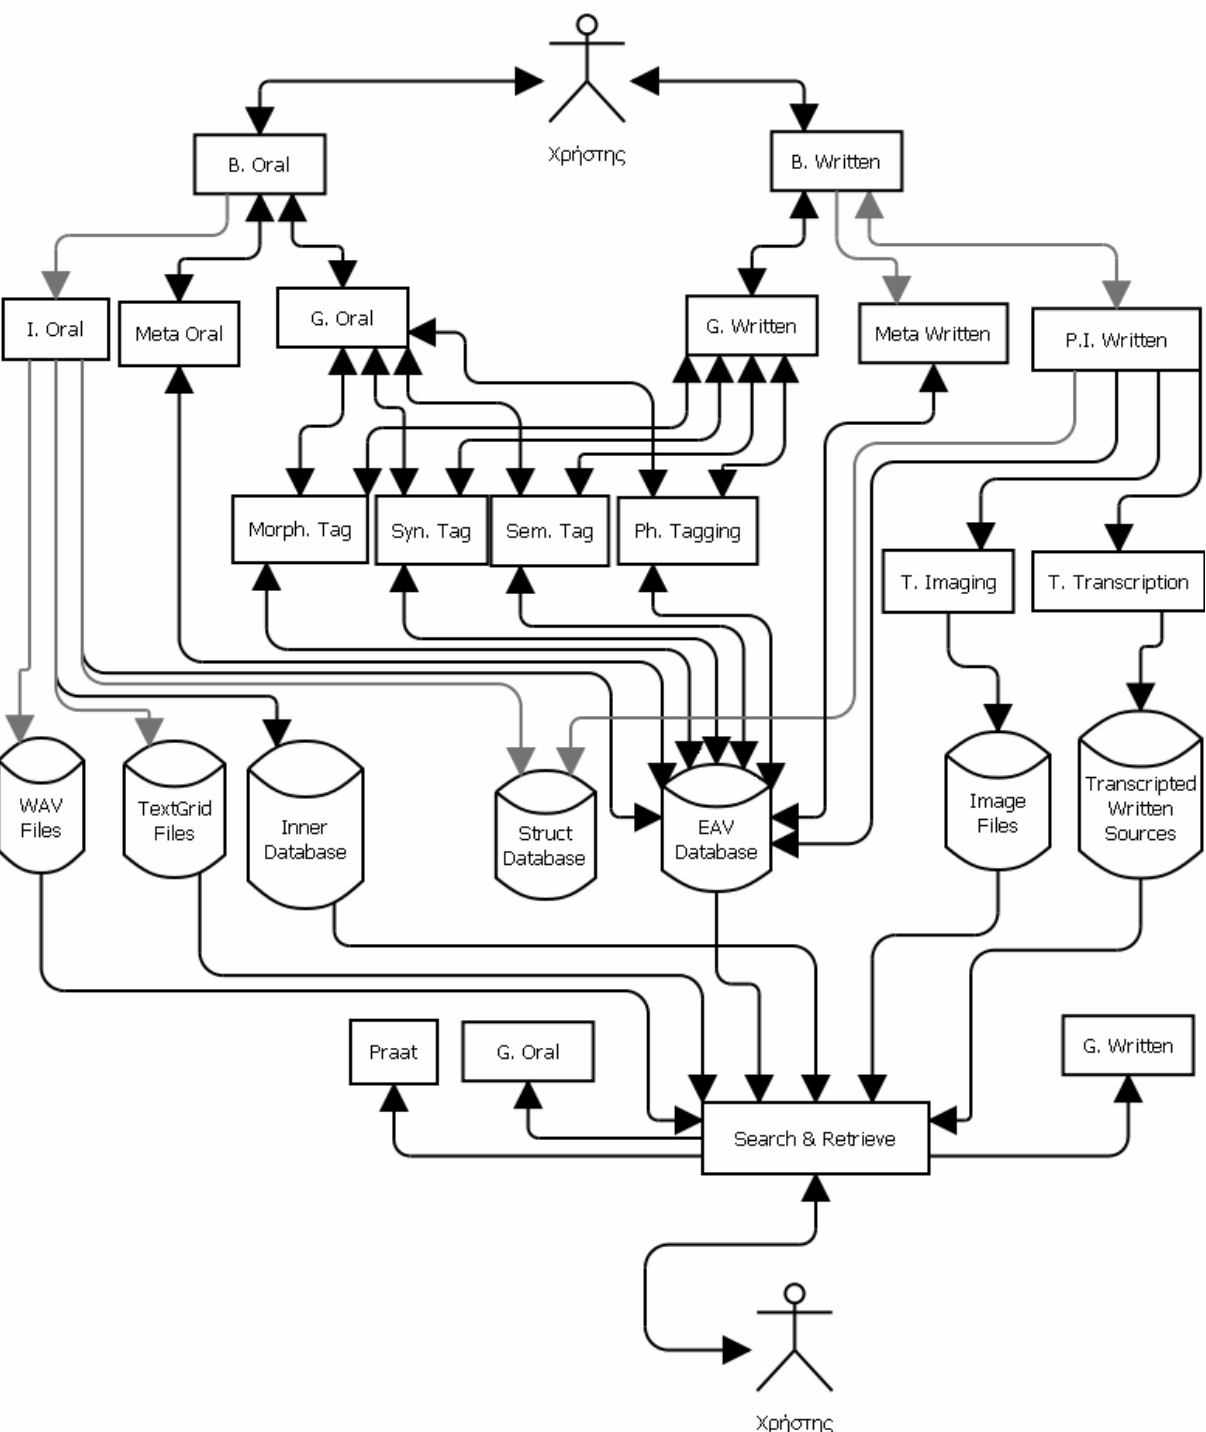 Χρήστης
B. Oral
B. Written
I. Oral
Meta Oral
G. Oral
G. Written
Meta Written
P.I. Written
Morph. Tag
Syn. Tag
Sem. Tag
Ph. Tagging
T. Imaging
T. Transcription
WAV
Files
TextGrid
Files
Inner
Database
Struct
Database
EAV
Database
Image
Files
Transcripted
Written
Sources
Praat
G. Oral
G. Written
Search & Retrieve
Χρήστης